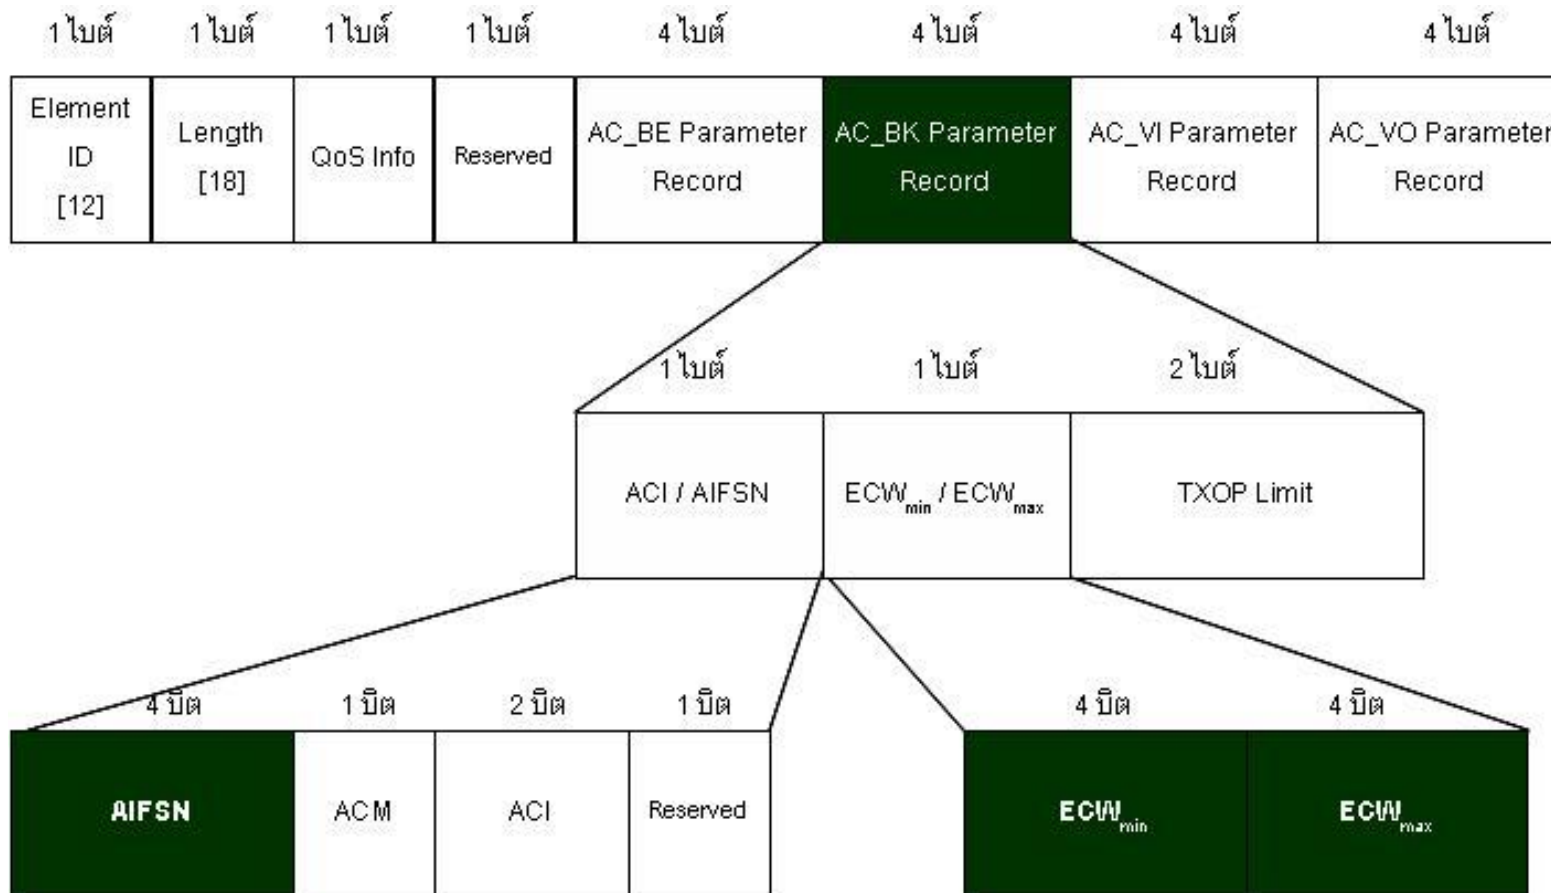 1 ไบต์ 1 ไบต์ 1 ไบต์ 1 ไบต์ 4 ไบต์ 4 ไบต์ 4 ไบต์ 4 ไบต์
Element
ID
[12]
Length
[18]
QoS Info
Reserved
AC_BE Parameter
Record
AC_BK Parameter
Record
AC_VI Parameter
Record
AC_VO Parameter
Record
1 ไบต์ 1 ไบต์ 2 ไบต์
ACI / AIFSN
ECWmin / ECWmax
TXOP Limit
4 บิต 1 บิต 2 บิต 1 บิต 4 บิต 4 บิต
AIFSN
ACM
ACI
Reserved
ECWmin
ECWmax